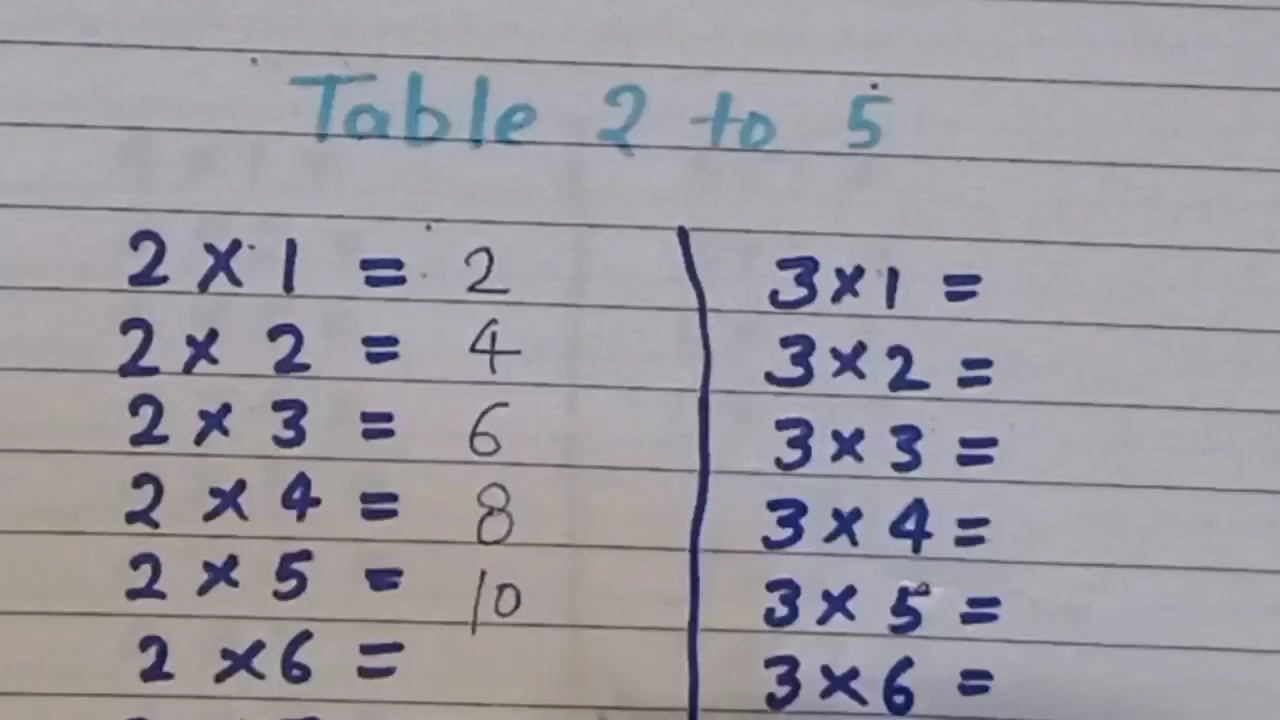 Table 2 to 5
2 × 1 = 2
2 × 2 = 4
2 × 3 = 6
2 × 4 = 8
2 × 5 = 10
2 × 6 =
3 × 1 =
3 × 2 =
3 × 3 =
3 × 4 =
3 × 5 =
3 × 6 =